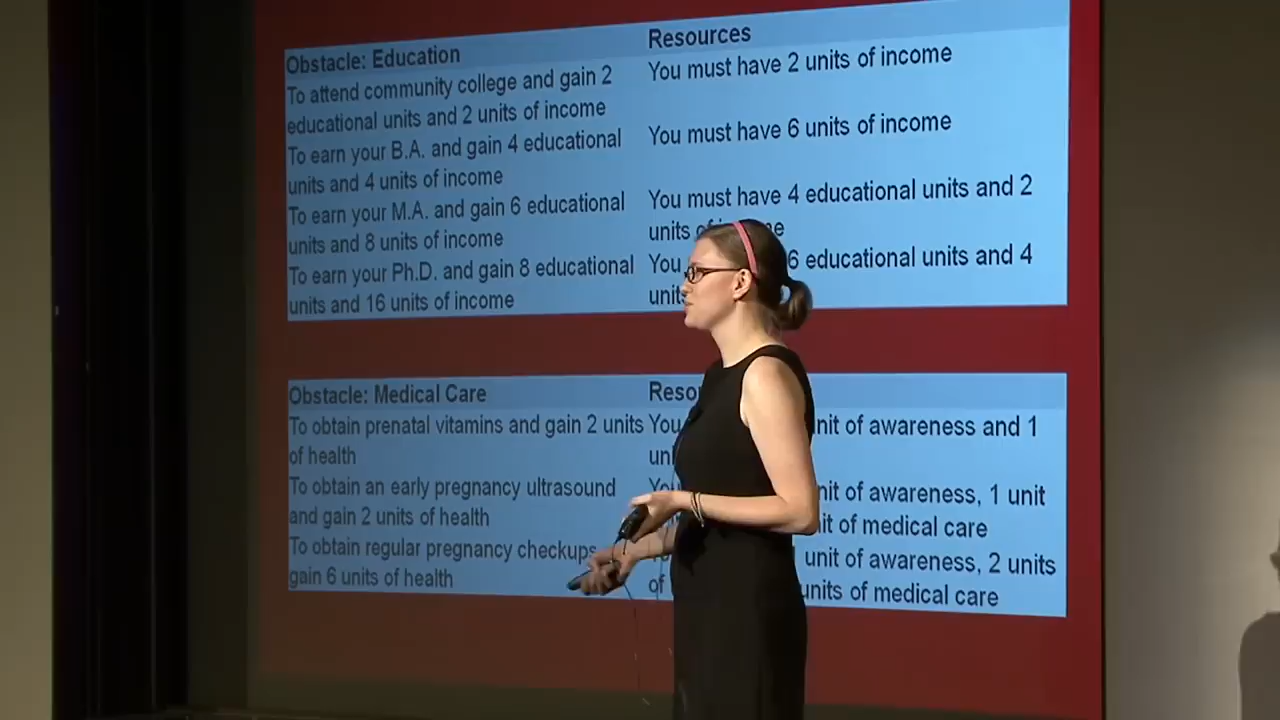 Obstacle: Education
Resources
To attend community college and gain 2
educational units and 2 units of income
You must have 2 units of income
To earn your B.A. and gain 4 educational
units and 4 units of income
You must have 6 units of income
To earn your M.A. and gain 6 educational
units and 8 units of income
You must have 4 educational units and 2
units
To earn your Ph.D. and gain 8 educational
units and 16 units of income
You 6 educational units and 4
Obstacle: Medical Care
To obtain prenatal vitamins and gain 2 units
of health
You of awareness and 1
To obtain an early pregnancy ultrasound
and gain 2 units of health
of awareness, 1 unit
of medical care
To obtain regular pregnancy checkups
gain 6 units of health
unit of awareness, 2 units
of units of medical care